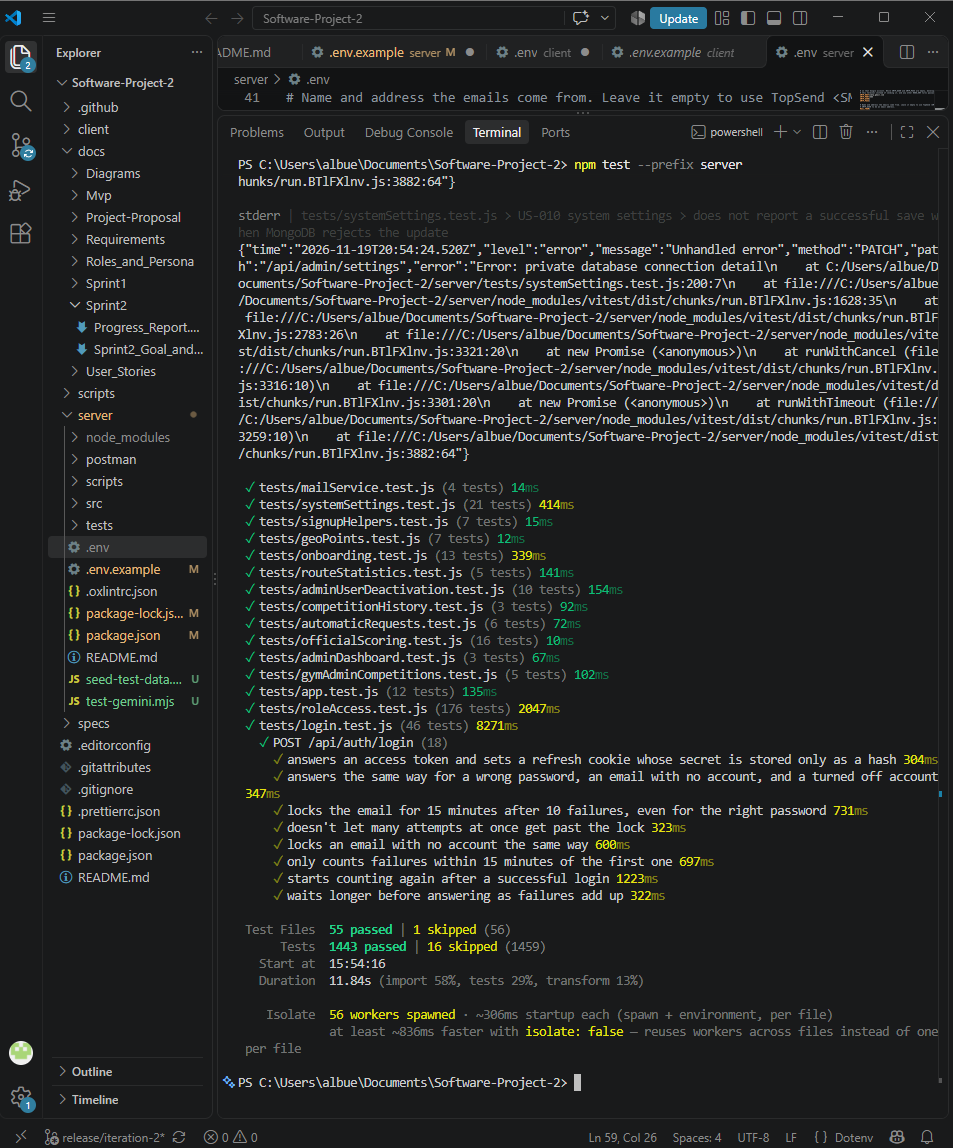 Software-Project-2
Update
Explorer
Software-Project-2
.github
client
docs
Diagrams
Mvp
Project-Proposal
Requirements
Roles_and_Persona
Sprint1
Sprint2
Progress_Report....
Sprint2_Goal_and...
User_Stories
scripts
server
node_modules
postman
scripts
src
tests
.env
.env.example M
.oxlintrc.json
package-lock.js... M
package.json M
README.md
JS seed-test-data.... U
JS test-gemini.mjs U
specs
.editorconfig
.gitattributes
.gitignore
.prettierrc.json
package-lock.json
package.json
README.md
Outline
Timeline
2
1
DME.md
.env.example server M
.env client
.env.example client
.env server
server > .env
41 # Name and address the emails come from. Leave it empty to use TopSend <SM
Problems Output Debug Console Terminal Ports
powershell
PS C:\Users\albue\Documents\Software-Project-2> npm test --prefix server
hunks/run.BTlFXlnv.js:3882:64"}
stderr | tests/systemSettings.test.js > US-010 system settings > does not report a successful save w
hen MongoDB rejects the update
{"time":"2026-11-19T20:54:24.520Z","level":"error","message":"Unhandled error","method":"PATCH","pat
h":"/api/admin/settings","error":"Error: private database connection detail\n    at C:/Users/albue/D
ocuments/Software-Project-2/server/tests/systemSettings.test.js:200:7\n    at file:///C:/Users/albue
/Documents/Software-Project-2/server/node_modules/vitest/dist/chunks/run.BTlFXlnv.js:1628:35\n    at
file:///C:/Users/albue/Documents/Software-Project-2/server/node_modules/vitest/dist/chunks/run.BTlF
Xlnv.js:2783:26\n    at file:///C:/Users/albue/Documents/Software-Project-2/server/node_modules/vite
st/dist/chunks/run.BTlFXlnv.js:3321:20\n    at new Promise (<anonymous>)\n    at runWithCancel (file
:///C:/Users/albue/Documents/Software-Project-2/server/node_modules/vitest/dist/chunks/run.BTlFXlnv.
js:3316:10)\n    at file:///C:/Users/albue/Documents/Software-Project-2/server/node_modules/vitest/d
ist/chunks/run.BTlFXlnv.js:3301:20\n    at new Promise (<anonymous>)\n    at runWithTimeout (file://
/C:/Users/albue/Documents/Software-Project-2/server/node_modules/vitest/dist/chunks/run.BTlFXlnv.js:
3259:10)\n    at file:///C:/Users/albue/Documents/Software-Project-2/server/node_modules/vitest/dist
/chunks/run.BTlFXlnv.js:3882:64"}
✓ tests/mailService.test.js (4 tests) 14ms
✓ tests/systemSettings.test.js (21 tests) 414ms
✓ tests/signupHelpers.test.js (7 tests) 15ms
✓ tests/geoPoints.test.js (7 tests) 12ms
✓ tests/onboarding.test.js (13 tests) 339ms
✓ tests/routeStatistics.test.js (5 tests) 141ms
✓ tests/adminUserDeactivation.test.js (10 tests) 154ms
✓ tests/competitionHistory.test.js (3 tests) 92ms
✓ tests/automaticRequests.test.js (6 tests) 72ms
✓ tests/officialScoring.test.js (16 tests) 10ms
✓ tests/adminDashboard.test.js (3 tests) 67ms
✓ tests/gymAdminCompetitions.test.js (5 tests) 102ms
✓ tests/app.test.js (12 tests) 135ms
✓ tests/roleAccess.test.js (176 tests) 2047ms
✓ tests/login.test.js (46 tests) 8271ms
✓ POST /api/auth/login (18)
✓ answers an access token and sets a refresh cookie whose secret is stored only as a hash 304ms
✓ answers the same way for a wrong password, an email with no account, and a turned off account
347ms
✓ locks the email for 15 minutes after 10 failures, even for the right password 731ms
✓ doesn't let many attempts at once get past the lock 323ms
✓ locks an email with no account the same way 600ms
✓ only counts failures within 15 minutes of the first one 697ms
✓ starts counting again after a successful login 1223ms
✓ waits longer before answering as failures add up 322ms
Test Files 55 passed | 1 skipped (56)
Tests 1443 passed | 16 skipped (1459)
Start at 15:54:16
Duration 11.84s (import 58%, tests 29%, transform 13%)
Isolate 56 workers spawned · ~306ms startup each (spawn + environment, per file)
at least ~836ms faster with isolate: false — reuses workers across files instead of one
per file
PS C:\Users\albue\Documents\Software-Project-2>
release/iteration-2* 0 0 Ln 59, Col 26 Spaces: 4 UTF-8 LF { } Dotenv